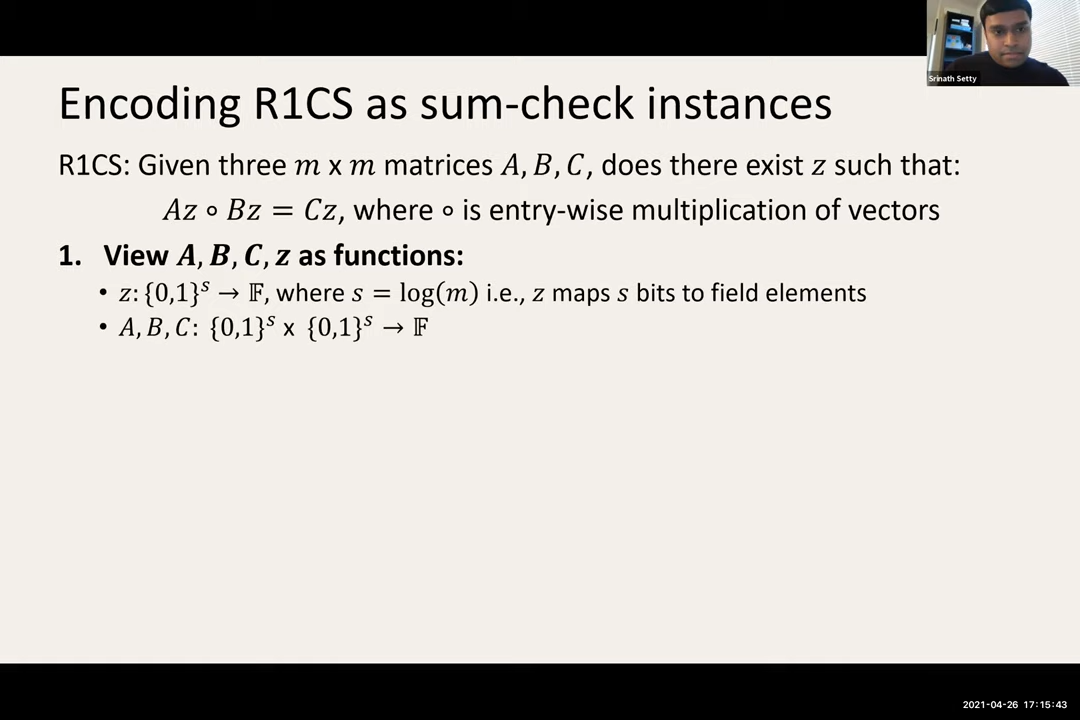 Srinath Setty
Encoding R1CS as sum-check instances
R1CS: Given three m x m matrices A, B, C, does there exist z such that:
Az ∘ Bz = Cz, where ∘ is entry-wise multiplication of vectors
1. View A, B, C, z as functions:
• z: {0,1}ˢ → 𝔽, where s = log(m) i.e., z maps s bits to field elements
• A, B, C: {0,1}ˢ x {0,1}ˢ → 𝔽
2021-04-26 17:15:43